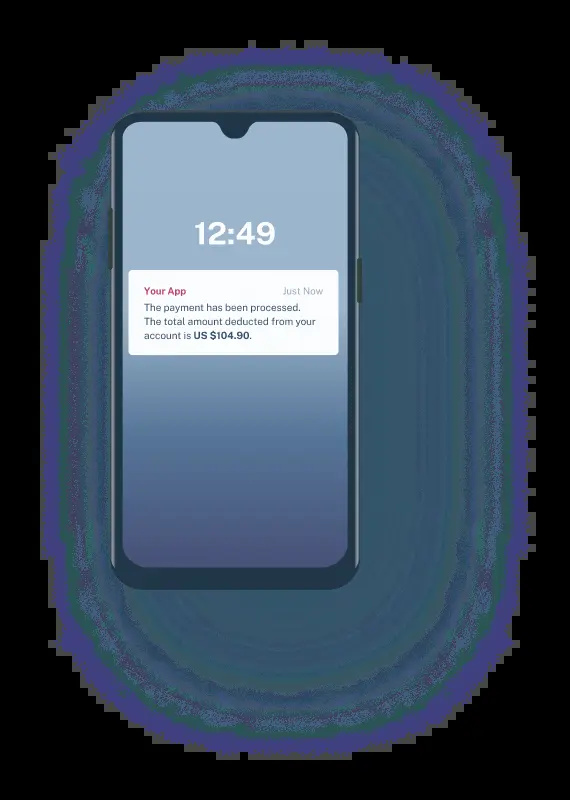 12:49
Your App Just Now
The payment has been processed.
The total amount deducted from your
account is US $104.90.